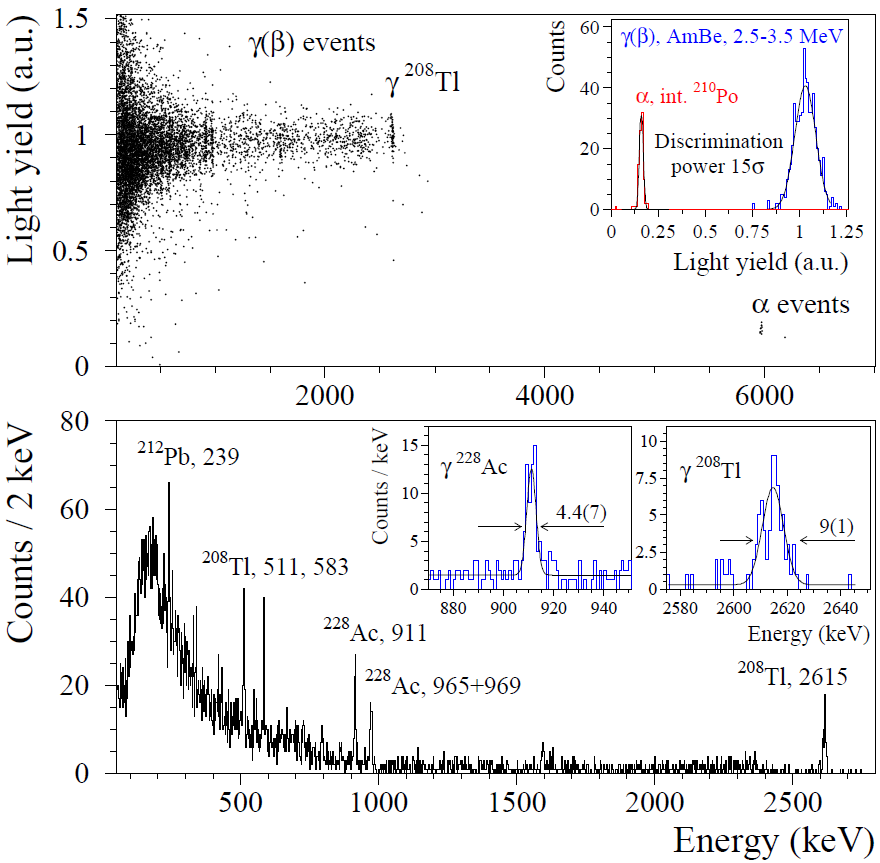 1.5
1
0.5
0
Light yield (a.u.)
γ(β) events
γ ²⁰⁸Tl
α events
2000
4000
6000
60
40
20
0
Counts
γ(β), AmBe, 2.5-3.5 MeV
α, int. ²¹⁰Po
Discrimination
power 15σ
0
0.25
0.5
0.75
1
1.25
Light yield (a.u.)
80
60
40
20
0
Counts / 2 keV
²¹²Pb, 239
²⁰⁸Tl, 511, 583
²²⁸Ac, 911
²²⁸Ac, 965+969
²⁰⁸Tl, 2615
15
10
5
0
Counts / keV
γ ²²⁸Ac
4.4(7)
880
900
920
940
10
7.5
5
2.5
0
γ ²⁰⁸Tl
9(1)
2580
2600
2620
2640
Energy (keV)
500
1000
1500
2000
2500
Energy (keV)